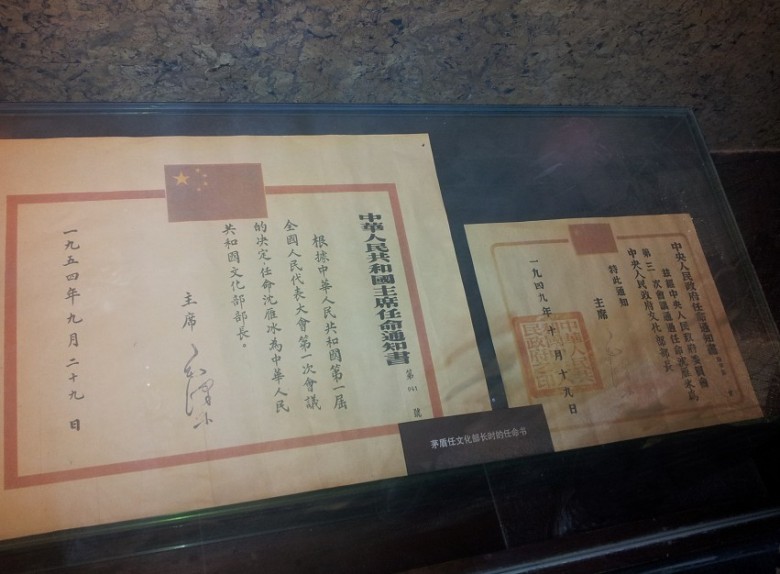 中華人民共和國主席任命通知書
第 號
根據中華人民共和國第一屆
全國人民代表大會第一次會議
的決定，任命沈雁冰為中華人民
共和國文化部部長。
主席
一九五四年九月二十九日
中央人民政府任命通知書
茲經中央人民政府委員會
第三次會議通過任命沈雁冰為
中央人民政府文化部部長
特此通知
主席
一九四九年十月十九日
茅盾任文化部长时的任命书